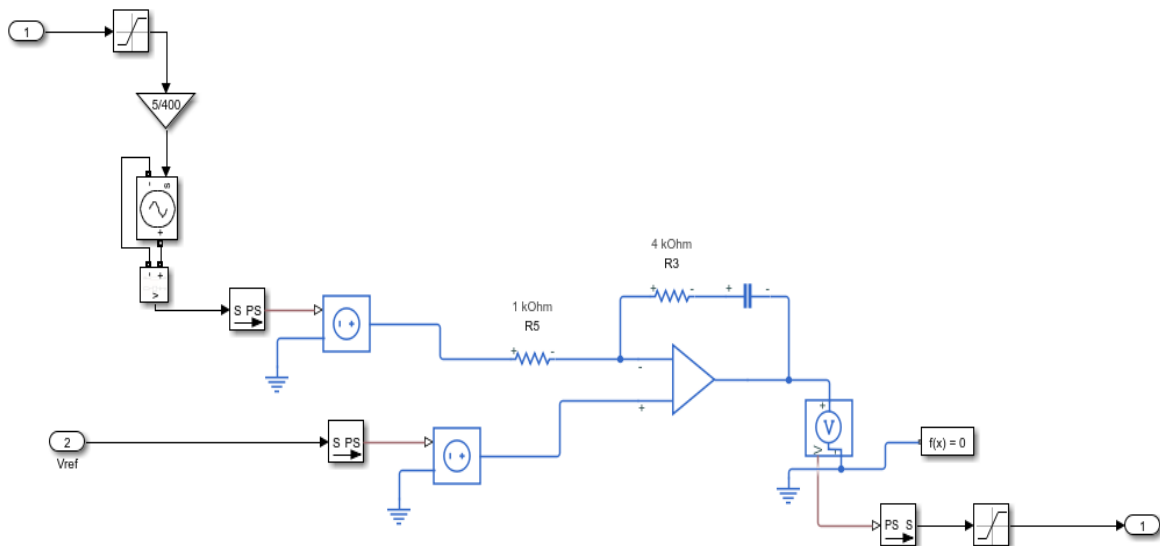 1
5/400
s
-
+
-
+
v
S PS
-
+
1 kOhm
R5
+
-
4 kOhm
R3
+
-
+
-
-
+
2
Vref
S PS
-
+
+
V
V
f(x) = 0
PS S
1